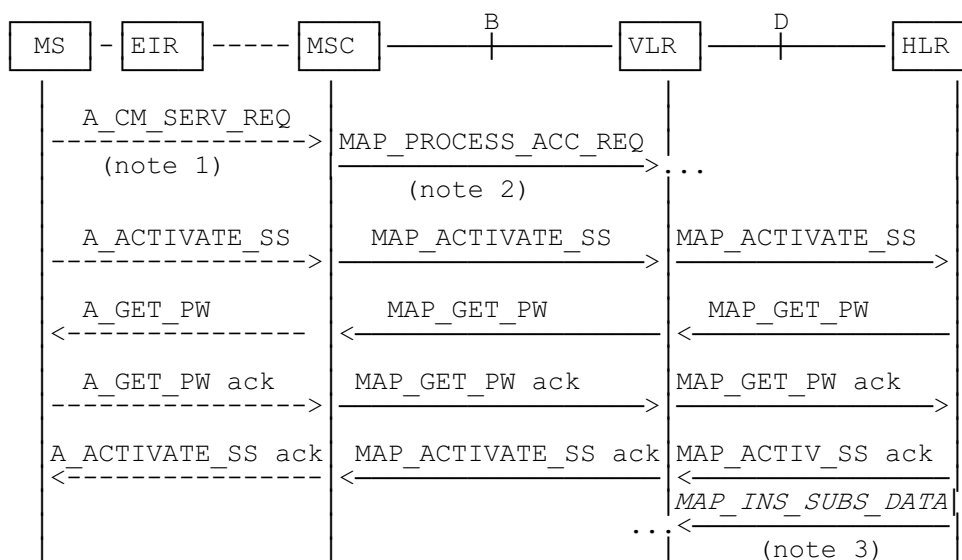 B D
MS EIR MSC VLR HLR
A_CM_SERV_REQ
MAP_PROCESS_ACC_REQ
(note 1) ...
(note 2)
A_ACTIVATE_SS MAP_ACTIVATE_SS MAP_ACTIVATE_SS
A_GET_PW MAP_GET_PW MAP_GET_PW
A_GET_PW ack MAP_GET_PW ack MAP_GET_PW ack
A_ACTIVATE_SS ack MAP_ACTIVATE_SS ack MAP_ACTIV_SS ack
MAP_INS_SUBS_DATA
...
(note 3)